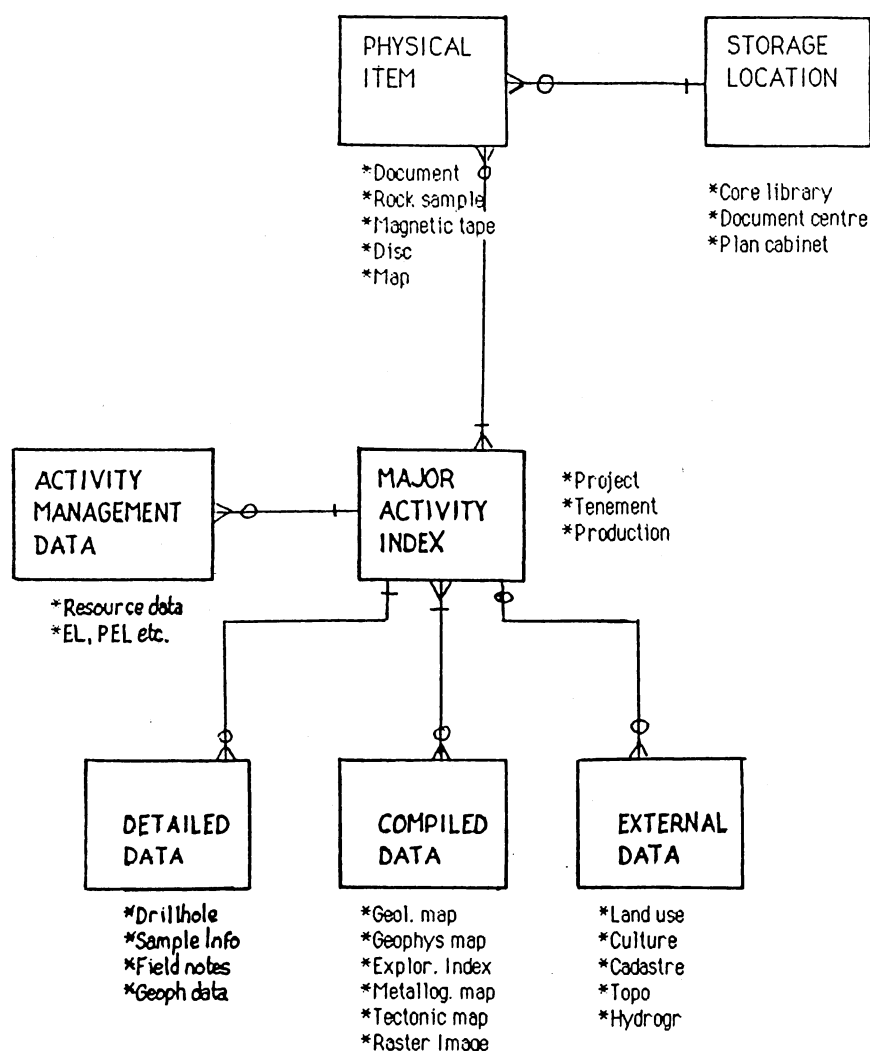 PHYSICAL
ITEM
STORAGE
LOCATION
*Document
*Rock sample
*Magnetic tape
*Disc
*Map
*Core library
*Document centre
*Plan cabinet
ACTIVITY
MANAGEMENT
DATA
MAJOR
ACTIVITY
INDEX
*Project
*Tenement
*Production
*Resource data
*EL, PEL etc.
DETAILED
DATA
COMPILED
DATA
EXTERNAL
DATA
*Drillhole
*Sample Info
*Field notes
*Geoph data
*Geol. map
*Geophys map
*Explor. Index
*Metallog. map
*Tectonic map
*Raster Image
*Land use
*Culture
*Cadastre
*Topo
*Hydrogr